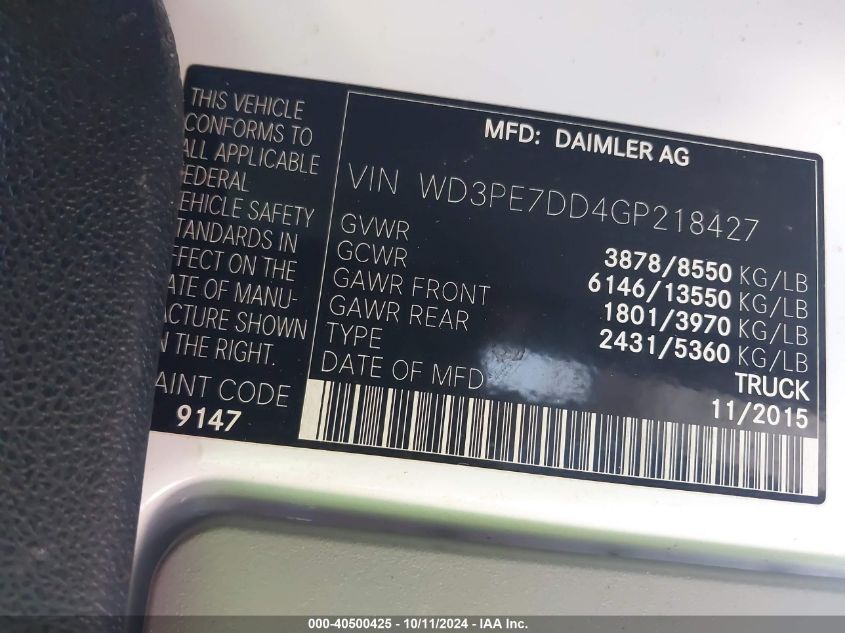 THIS VEHICLE
CONFORMS TO
ALL APPLICABLE
FEDERAL
VEHICLE SAFETY
STANDARDS IN
EFFECT ON THE
DATE OF MANU-
FACTURE SHOWN
IN THE RIGHT.
PAINT CODE
9147
MFD: DAIMLER AG
VIN WD3PE7DD4GP218427
GVWR 3878/8550 KG/LB
GCWR 6146/13550 KG/LB
GAWR FRONT 1801/3970 KG/LB
GAWR REAR 2431/5360 KG/LB
TYPE TRUCK
DATE OF MFD 11/2015
000-40500425 - 10/11/2024 - IAA Inc.